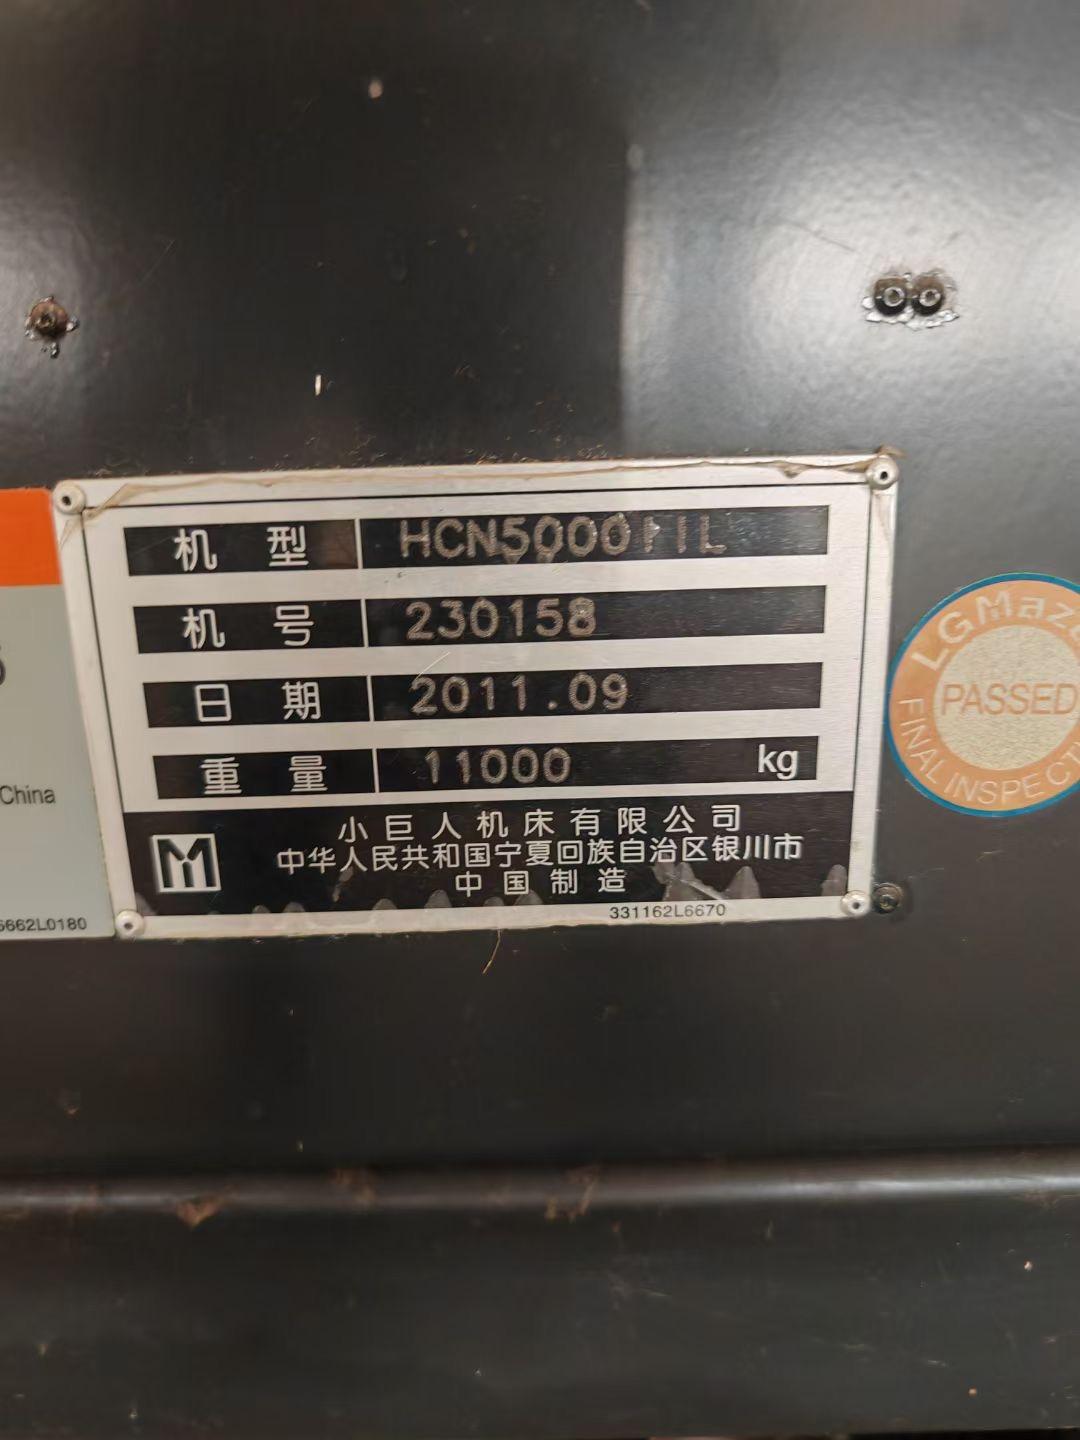 机型 HCN5000
机号 230158
日期 2011.09
重量 11000 kg
小巨人机床有限公司
中华人民共和国宁夏回族自治区银川市
中国制造
331162L6670
China
6662L0180
LGMaza
PASSED
FINAL INSPECTI